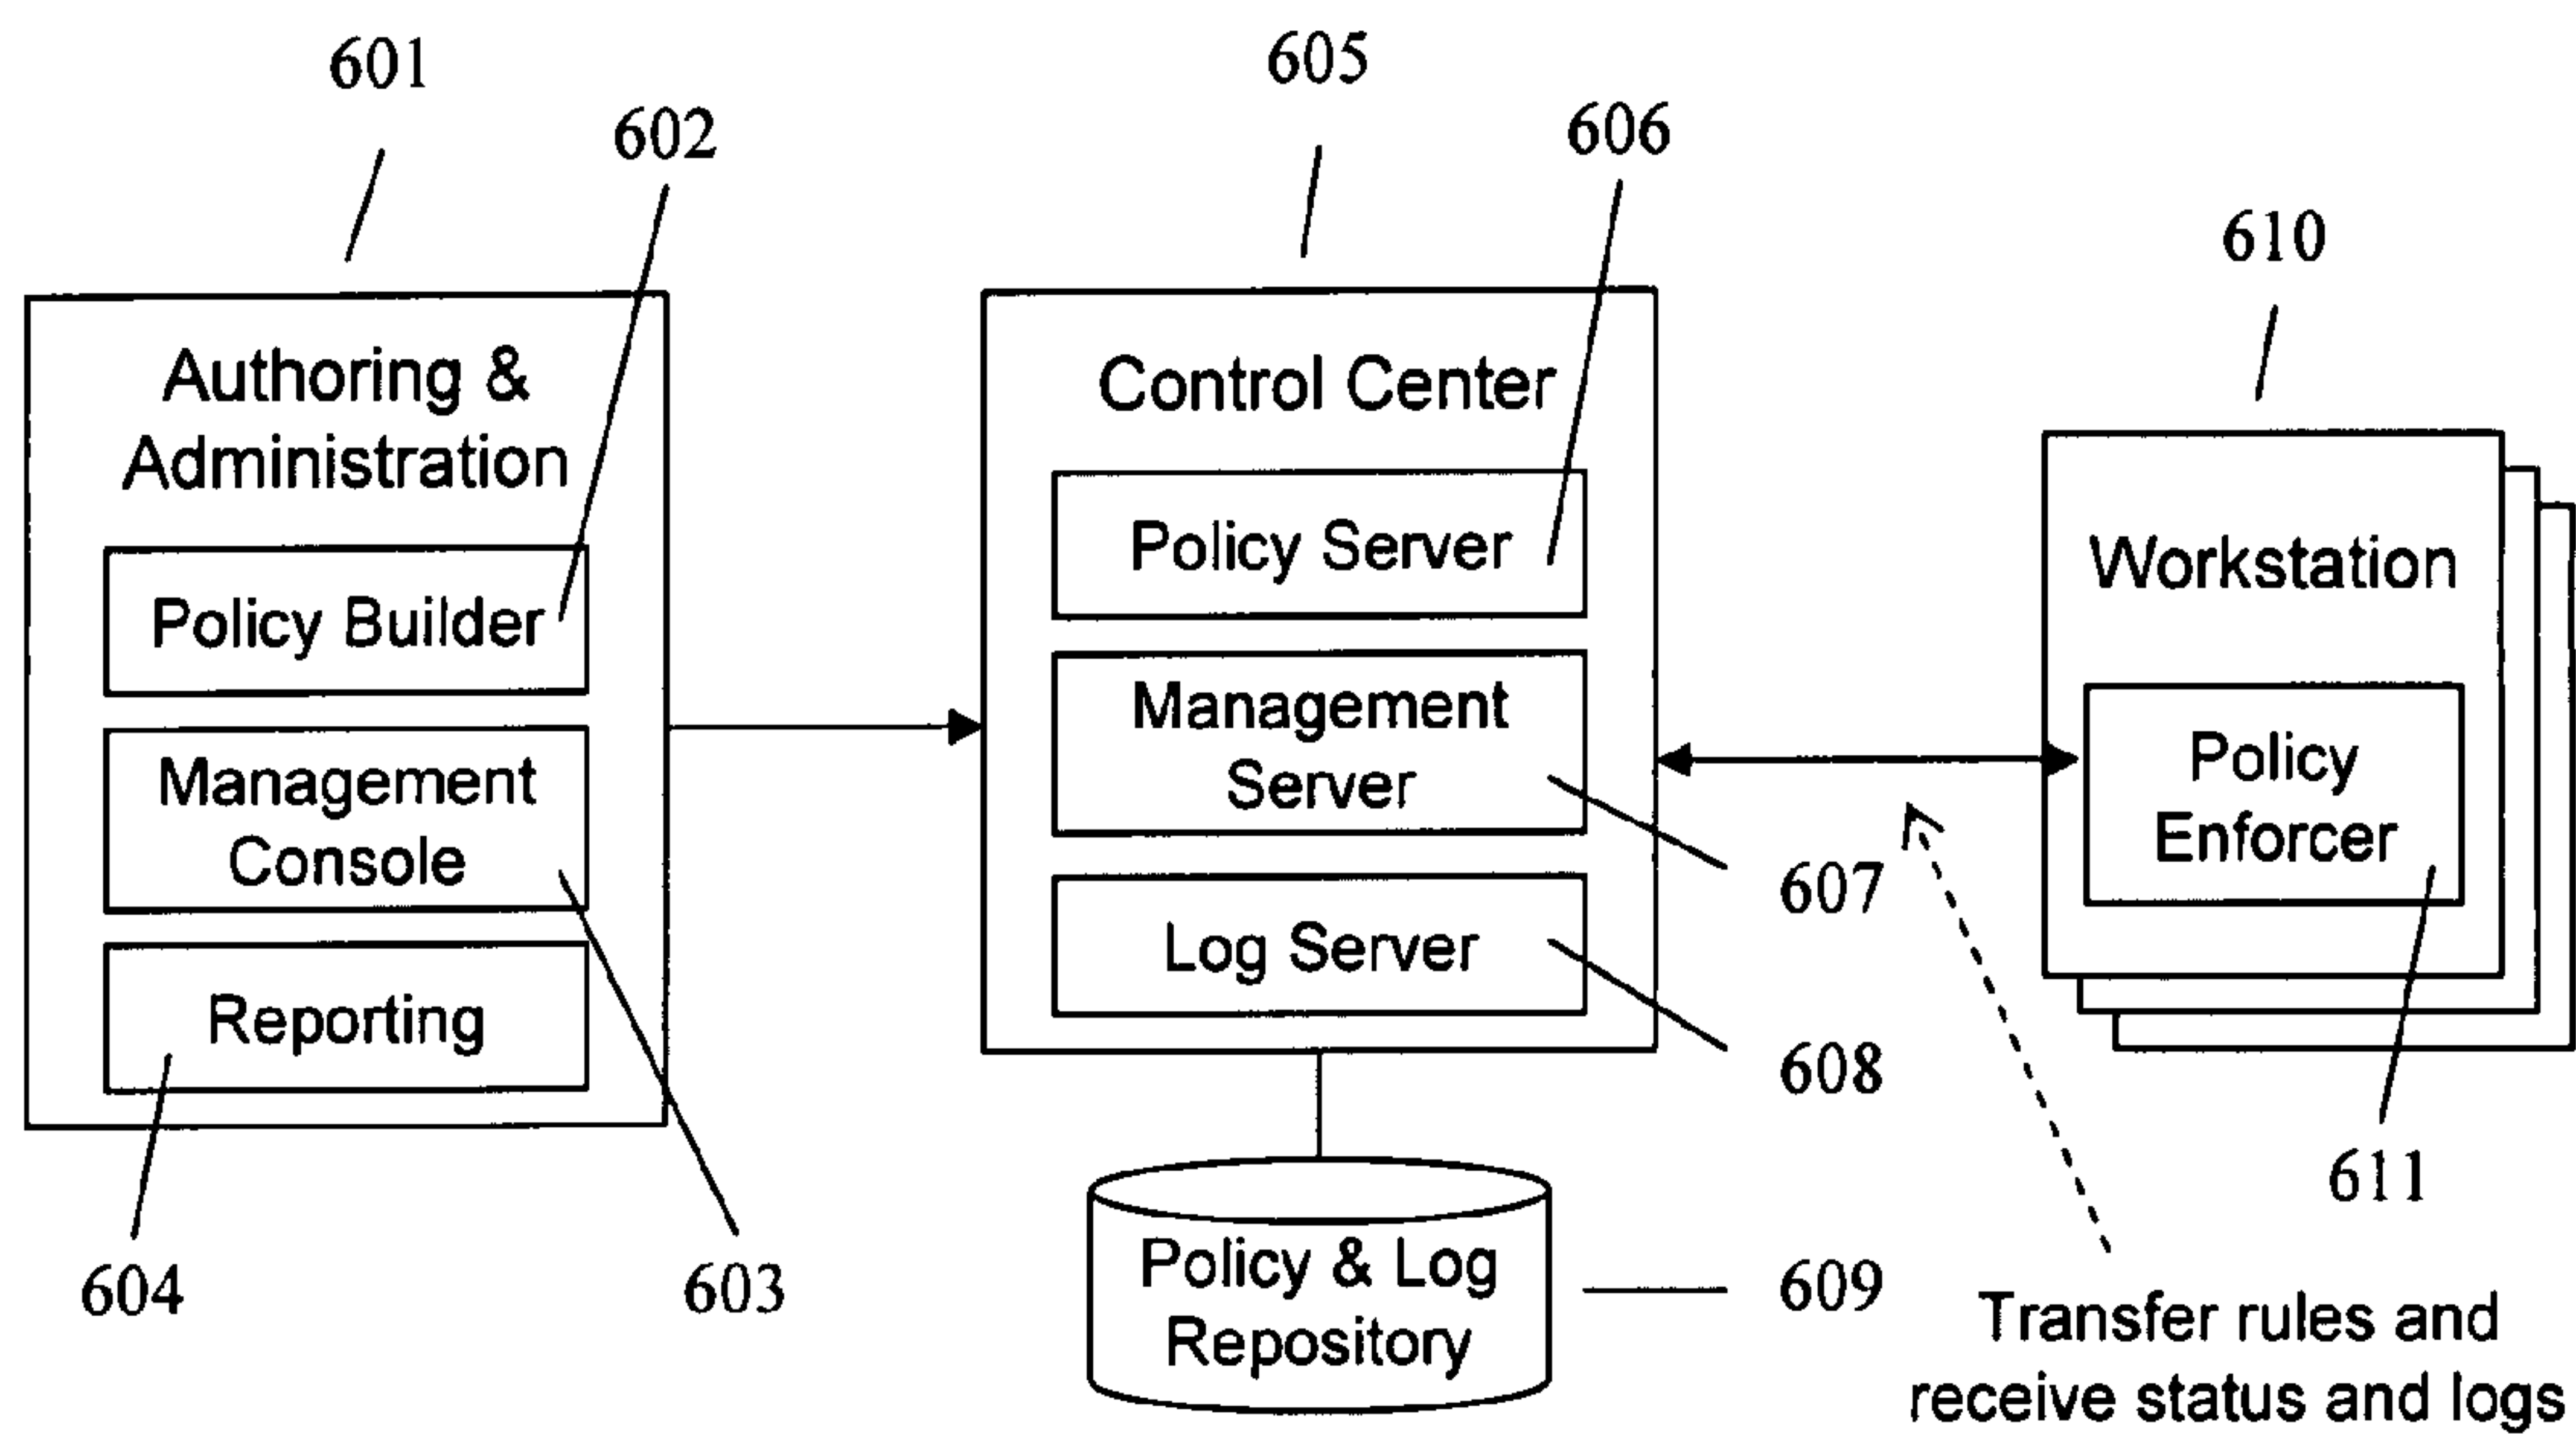 601
602
605
606
610
Authoring &
Administration
Policy Builder
Management
Console
Reporting
604
603
Control Center
Policy Server
Management
Server
Log Server
607
608
Policy & Log
Repository
609
Workstation
Policy
Enforcer
611
Transfer rules and
receive status and logs